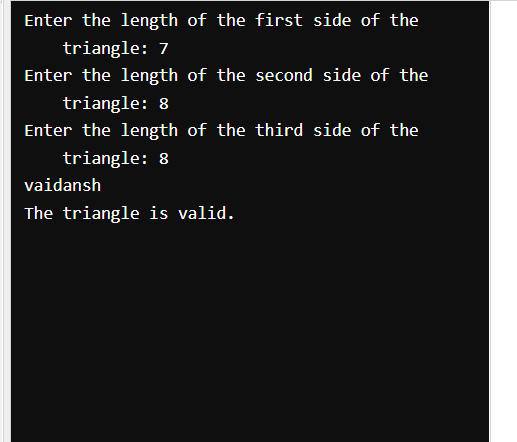 Enter the length of the first side of the
triangle: 7
Enter the length of the second side of the
triangle: 8
Enter the length of the third side of the
triangle: 8
vaidansh
The triangle is valid.